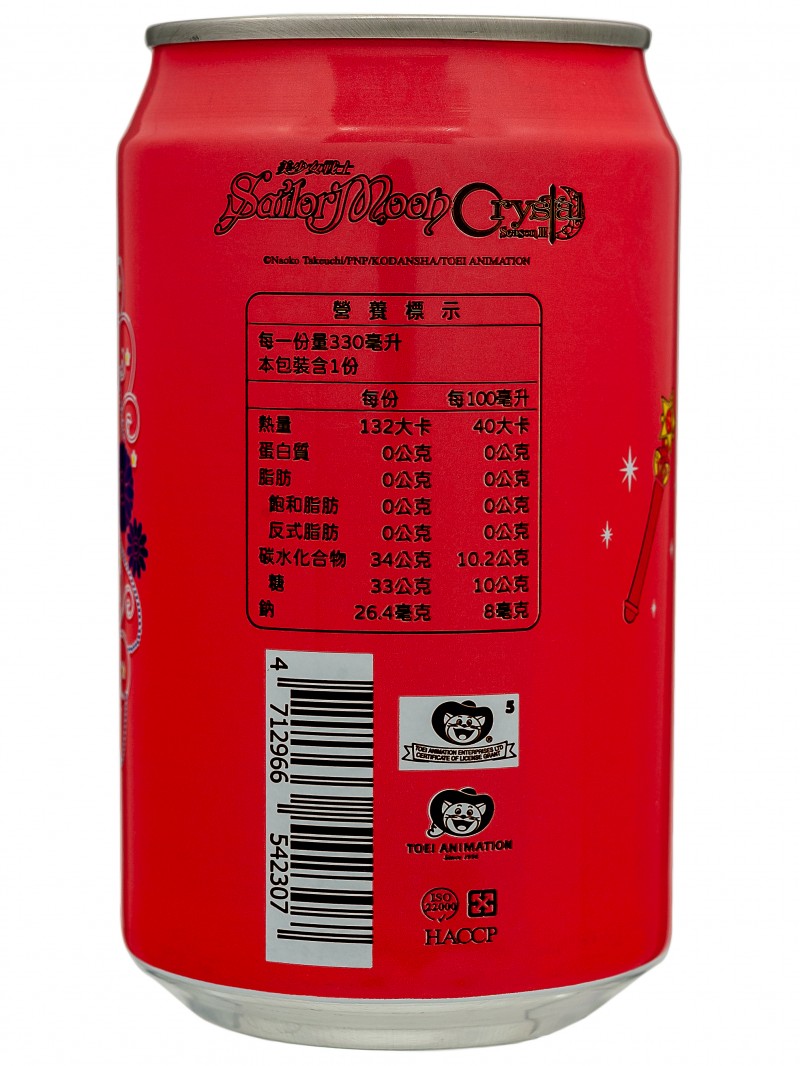 美少女戦士
Sailor Moon Crystal
Season III
©Naoko Takeuchi/PNP/KODANSHA/TOEI ANIMATION
營養標示
每一份量330毫升
本包裝含1份
每份 每100毫升
熱量 132大卡 40大卡
蛋白質 0公克 0公克
脂肪 0公克 0公克
飽和脂肪 0公克 0公克
反式脂肪 0公克 0公克
碳水化合物 34公克 10.2公克
糖 33公克 10公克
鈉 26.4毫克 8毫克
4 712966 542307
5
TOEI ANIMATION ENTERPRISES LTD
CERTIFICATE OF LICENSE GRANT
TOEI ANIMATION
Since 1956
ISO
22000
HACCP